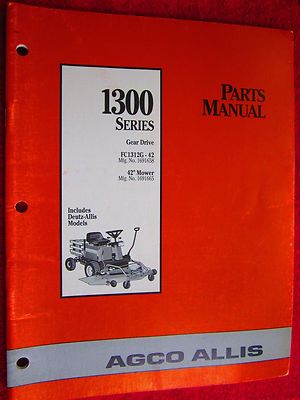 1300
SERIES
Gear Drive
FC1312G - 42
Mfg. No. 1691658
42" Mower
Mfg. No. 1691665
Includes
Deutz-Allis
Models
PARTS
MANUAL
AGCO ALLIS